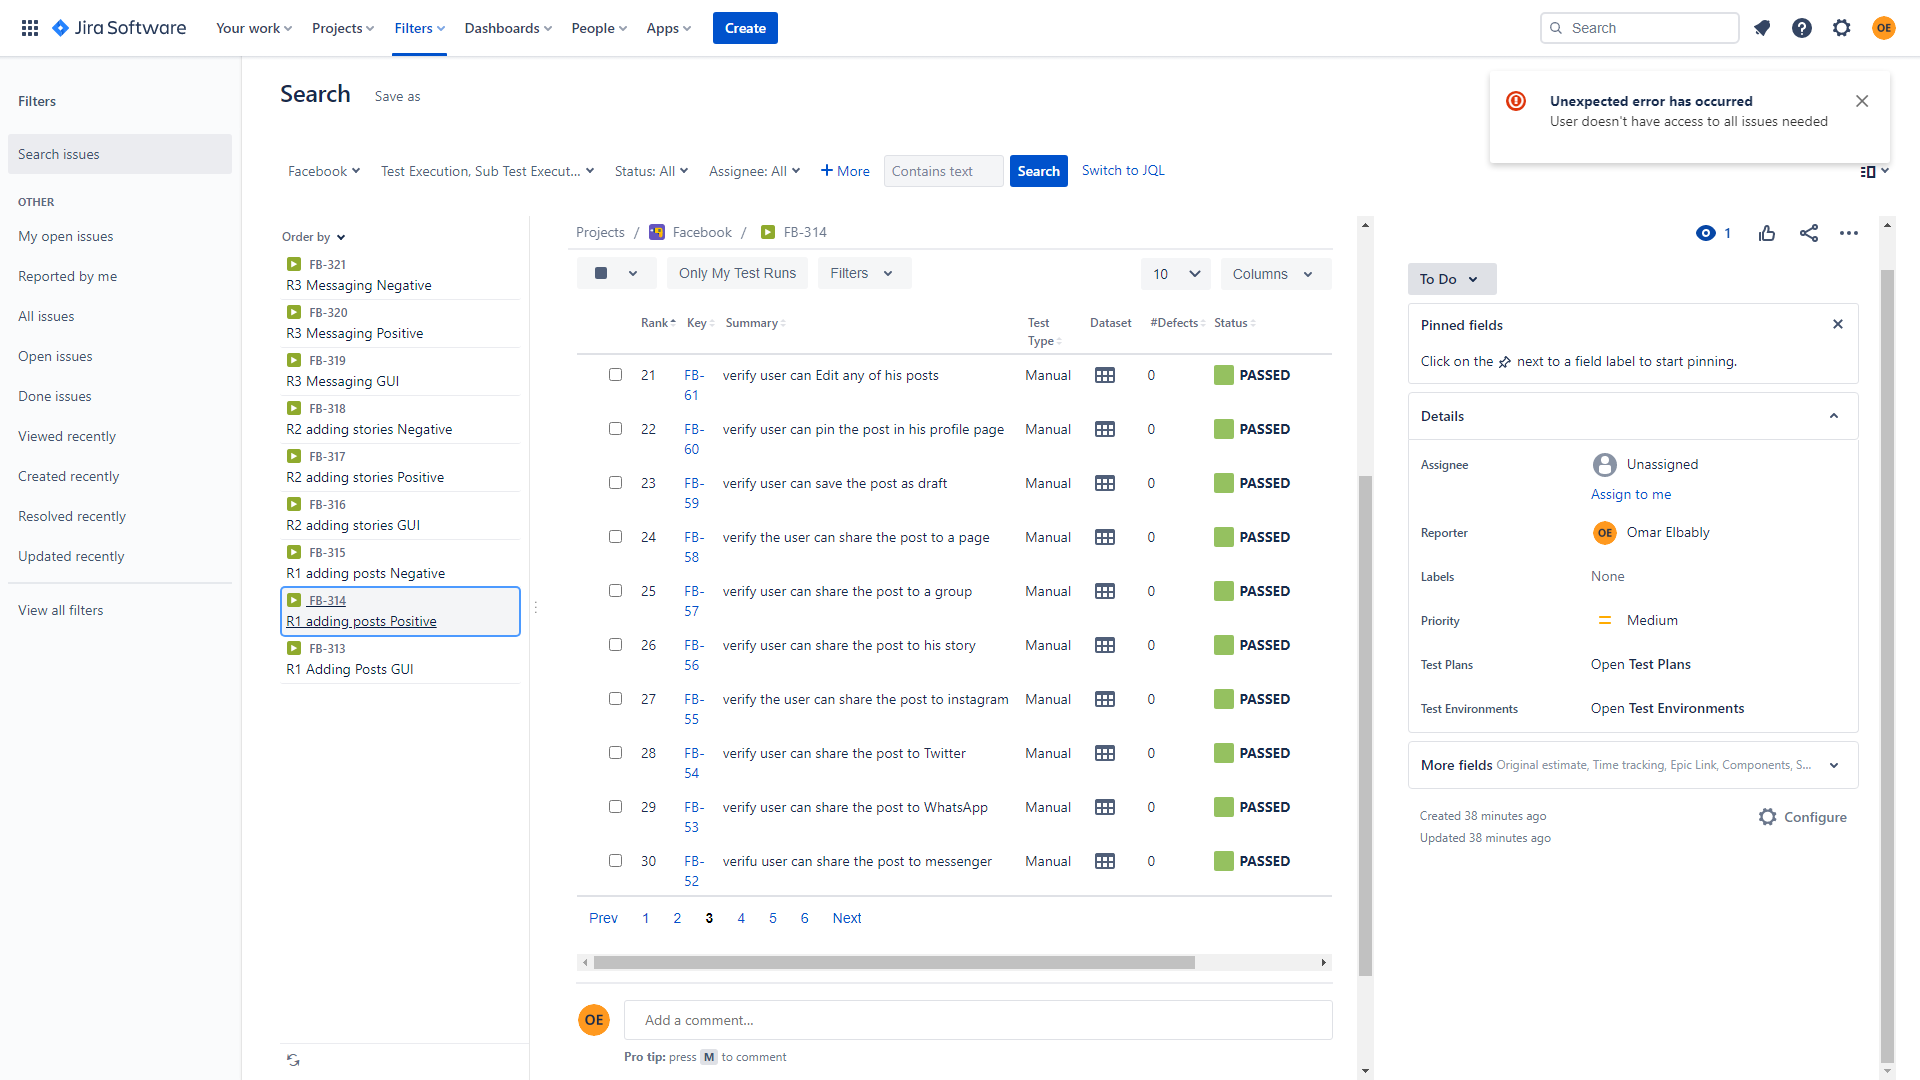 Jira Software
Your work
Projects
Filters
Dashboards
People
Apps
Create
Search
OE
Filters
Search issues
OTHER
My open issues
Reported by me
All issues
Open issues
Done issues
Viewed recently
Created recently
Resolved recently
Updated recently
View all filters
Search
Save as
Unexpected error has occurred
User doesn't have access to all issues needed
Facebook
Test Execution, Sub Test Execut...
Status: All
Assignee: All
+ More
Contains text
Search
Switch to JQL
Order by
FB-321
R3 Messaging Negative
FB-320
R3 Messaging Positive
FB-319
R3 Messaging GUI
FB-318
R2 adding stories Negative
FB-317
R2 adding stories Positive
FB-316
R2 adding stories GUI
FB-315
R1 adding posts Negative
FB-314
R1 adding posts Positive
FB-313
R1 Adding Posts GUI
Projects / Facebook / FB-314
Only My Test Runs
Filters
10
Columns
Rank Key Summary Test Type Dataset #Defects Status
21 FB-61 verify user can Edit any of his posts Manual 0 PASSED
22 FB-60 verify user can pin the post in his profile page Manual 0 PASSED
23 FB-59 verify user can save the post as draft Manual 0 PASSED
24 FB-58 verify the user can share the post to a page Manual 0 PASSED
25 FB-57 verify user can share the post to a group Manual 0 PASSED
26 FB-56 verify user can share the post to his story Manual 0 PASSED
27 FB-55 verify the user can share the post to instagram Manual 0 PASSED
28 FB-54 verify user can share the post to Twitter Manual 0 PASSED
29 FB-53 verify user can share the post to WhatsApp Manual 0 PASSED
30 FB-52 verifu user can share the post to messenger Manual 0 PASSED
Prev 1 2 3 4 5 6 Next
OE
Add a comment...
Pro tip: press M to comment
1
To Do
Pinned fields
Click on the next to a field label to start pinning.
Details
Assignee
Unassigned
Assign to me
Reporter
OE Omar Elbably
Labels
None
Priority
Medium
Test Plans
Open Test Plans
Test Environments
Open Test Environments
More fields Original estimate, Time tracking, Epic Link, Components, S...
Created 38 minutes ago
Configure
Updated 38 minutes ago